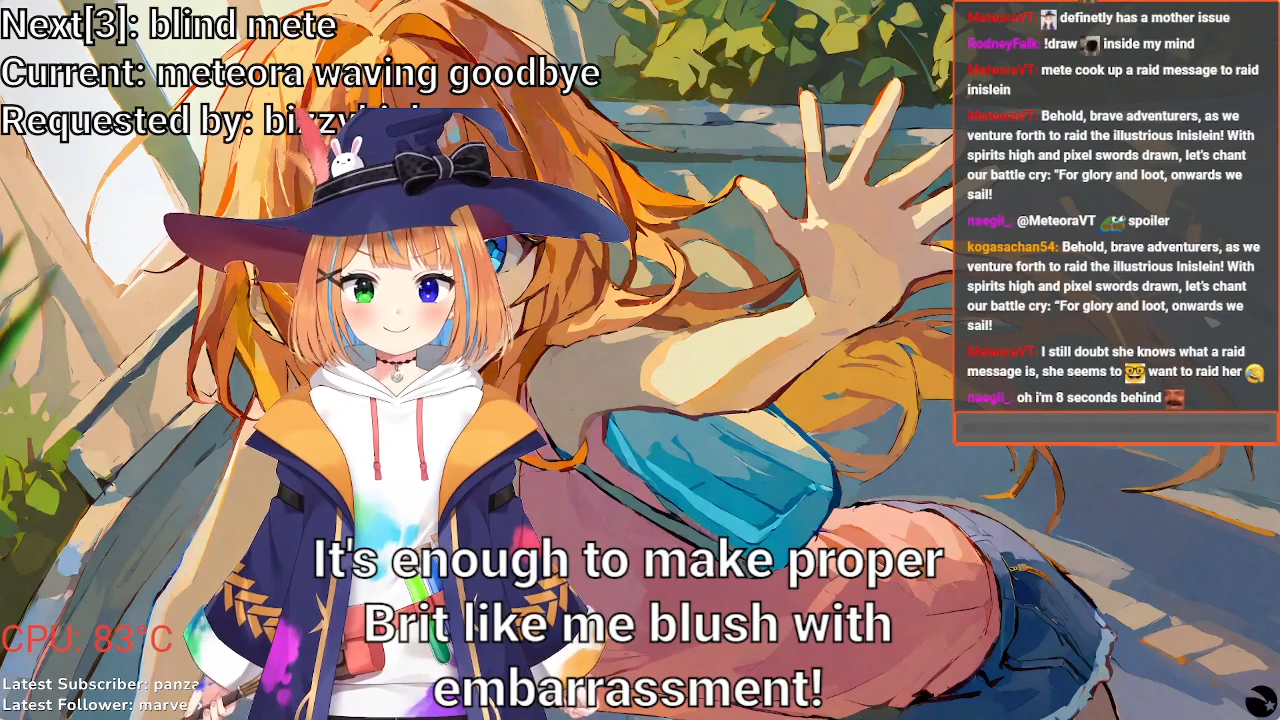 Next[3]: blind mete
Current: meteora waving goodbye
Requested by:
MeteoraVT: definetly has a mother issue
RodneyFalk: !draw inside my mind
MeteoraVT: mete cook up a raid message to raid
inislein
MeteoraVT: Behold, brave adventurers, as we
venture forth to raid the illustrious Inislein! With
spirits high and pixel swords drawn, let's chant
our battle cry: "For glory and loot, onwards we
sail!
naegii_: @MeteoraVT spoiler
kogasachan54: Behold, brave adventurers, as we
venture forth to raid the illustrious Inislein! With
spirits high and pixel swords drawn, let's chant
our battle cry: “For glory and loot, onwards we
sail!
MeteoraVT: I still doubt she knows what a raid
message is, she seems to want to raid her
naegii_: oh i'm 8 seconds behind
It's enough to make proper
Brit like me blush with
embarrassment!
CPU: 83°C
Latest Subscriber: panza
Latest Follower: marve